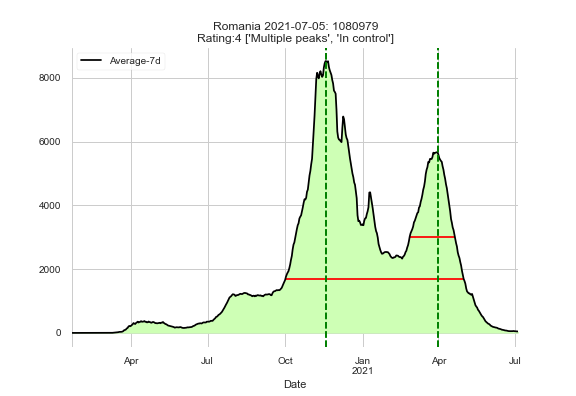 Romania 2021-07-05: 1080979
Rating:4 ['Multiple peaks', 'In control']
Average-7d
8000
6000
4000
2000
0
Apr
Jul
Oct
Jan
2021
Apr
Jul
Date